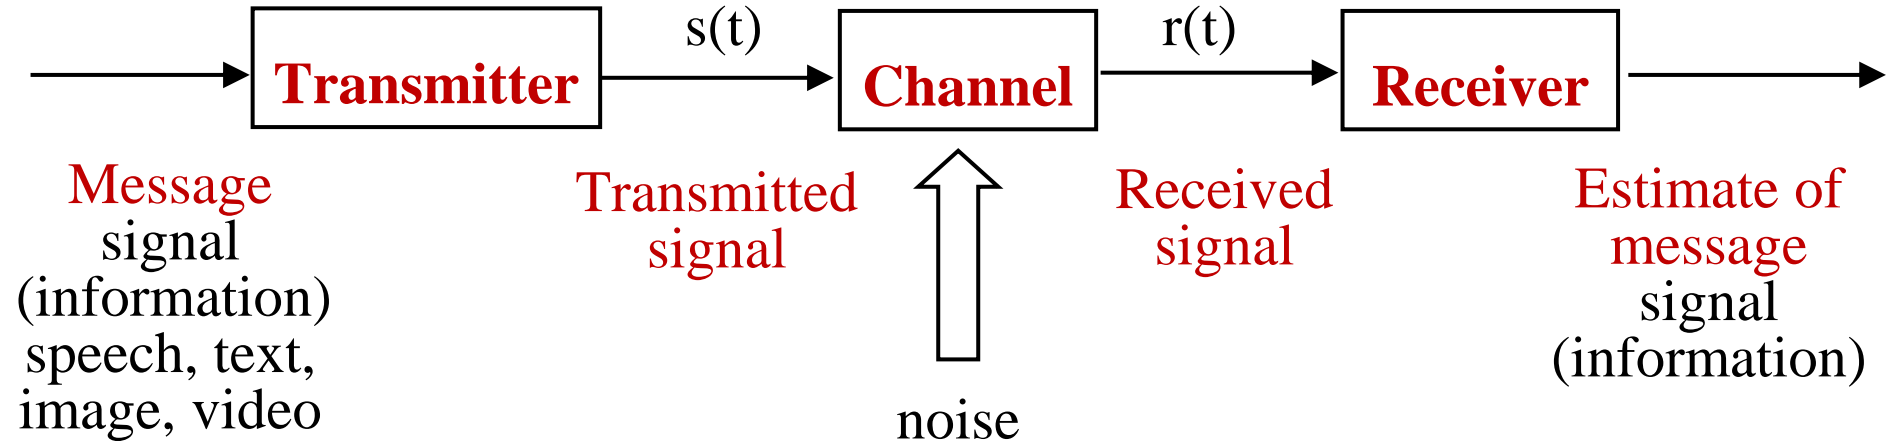 s(t)
r(t)
Transmitter
Channel
Receiver
Message
signal
(information)
speech, text,
image, video
Transmitted
signal
noise
Received
signal
Estimate of
message
signal
(information)